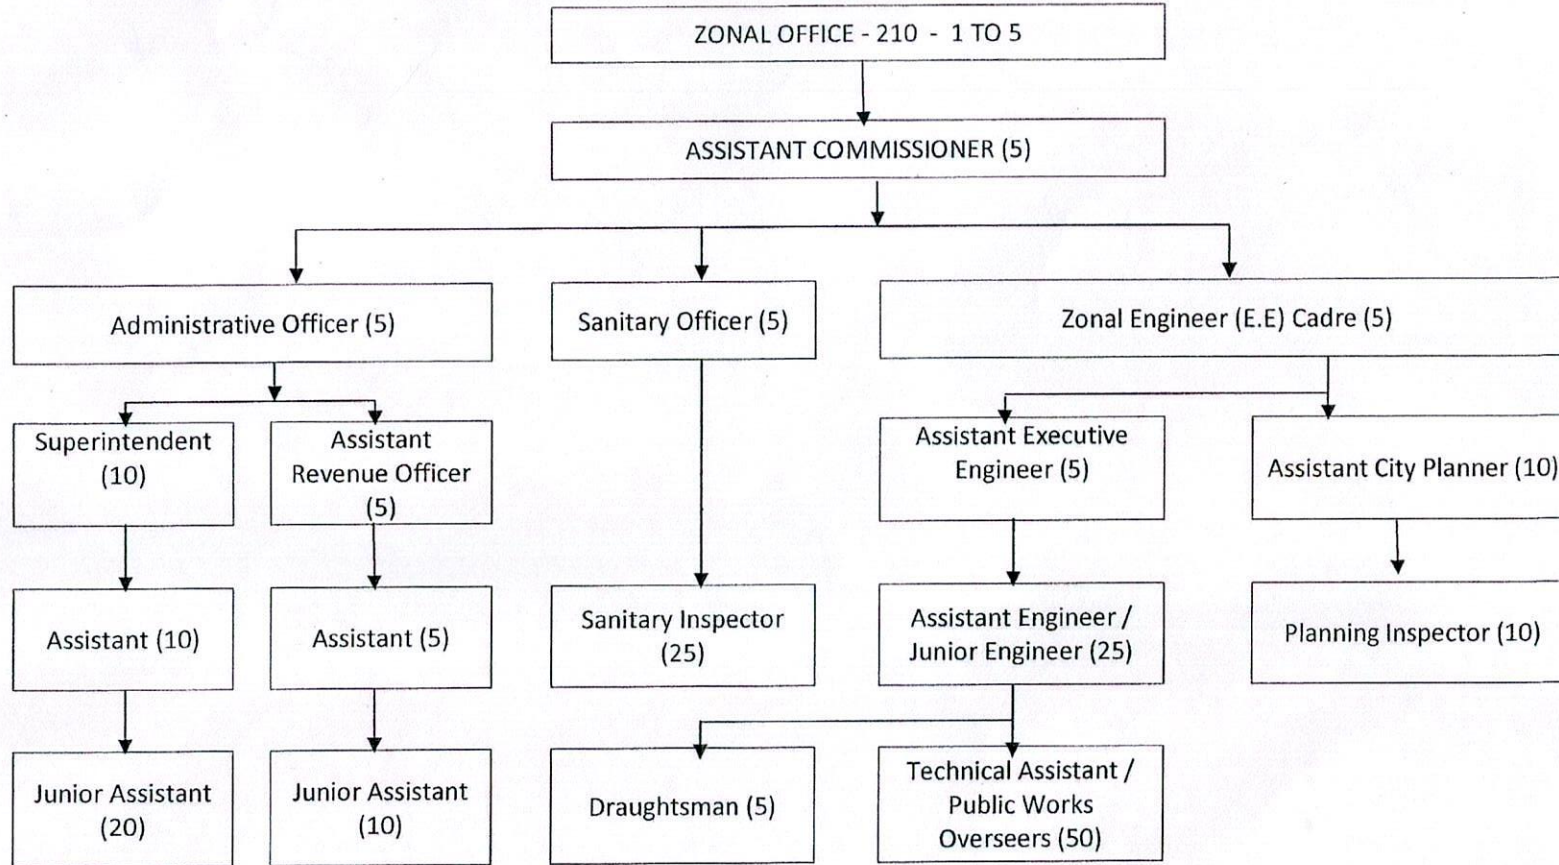 ZONAL OFFICE - 210 - 1 TO 5
ASSISTANT COMMISSIONER (5)
Administrative Officer (5)
Sanitary Officer (5)
Zonal Engineer (E.E) Cadre (5)
Superintendent
(10)
Assistant
Revenue Officer
(5)
Assistant Executive
Engineer (5)
Assistant City Planner (10)
Assistant (10)
Assistant (5)
Sanitary Inspector
(25)
Assistant Engineer /
Junior Engineer (25)
Planning Inspector (10)
Junior Assistant
(20)
Junior Assistant
(10)
Draughtsman (5)
Technical Assistant /
Public Works
Overseers (50)